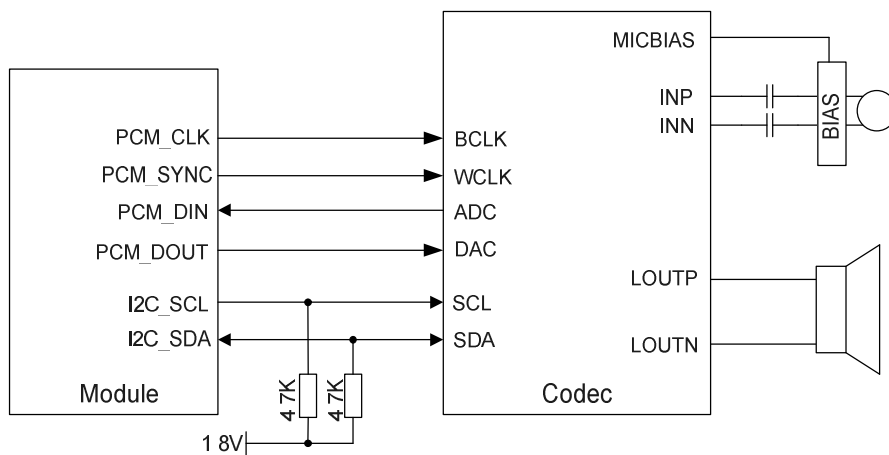 MICBIAS
INP
INN
BIAS
PCM_CLK
BCLK
PCM_SYNC
WCLK
PCM_DIN
ADC
PCM_DOUT
DAC
LOUTP
I2C_SCL
SCL
I2C_SDA
SDA
LOUTN
Module
4 7K
4 7K
Codec
1 8V